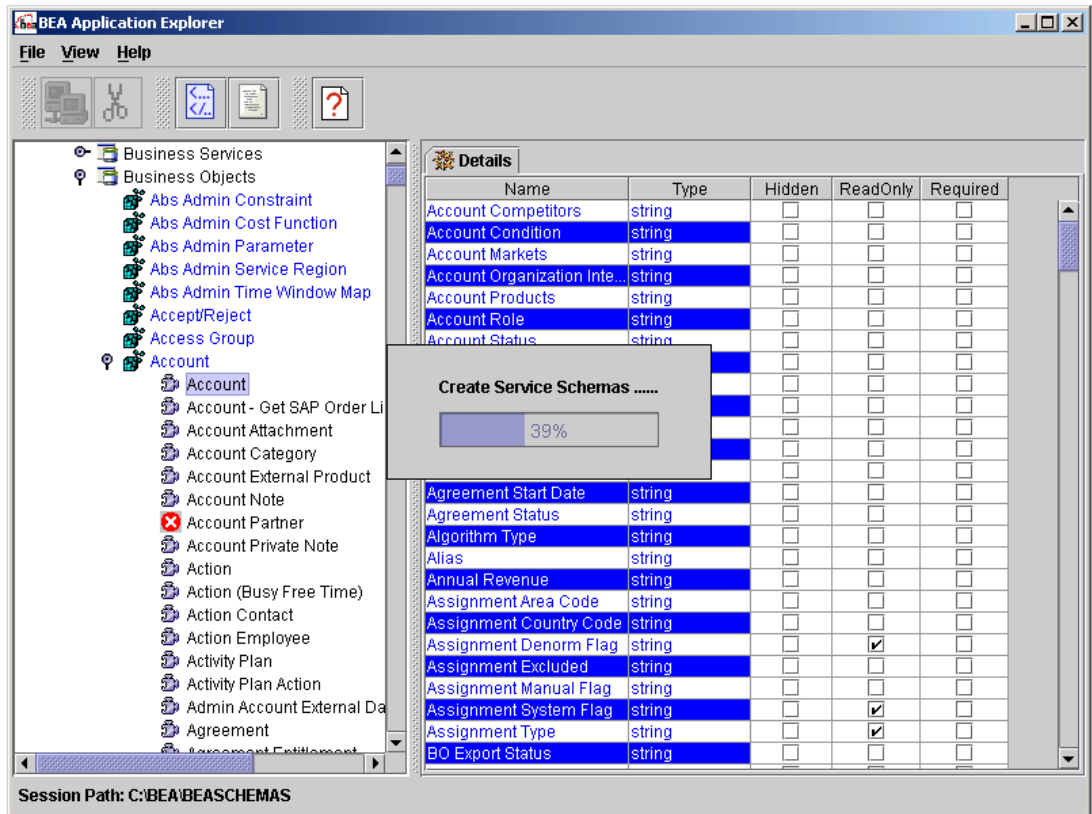 BEA Application Explorer
File View Help
Business Services
Business Objects
Abs Admin Constraint
Abs Admin Cost Function
Abs Admin Parameter
Abs Admin Service Region
Abs Admin Time Window Map
Accept/Reject
Access Group
Account
Account
Account - Get SAP Order Li
Account Attachment
Account Category
Account External Product
Account Note
Account Partner
Account Private Note
Action
Action (Busy Free Time)
Action Contact
Action Employee
Activity Plan
Activity Plan Action
Admin Account External Da
Agreement
Agreement Entitlement
Details
Name Type Hidden ReadOnly Required
Account Competitors string
Account Condition string
Account Markets string
Account Organization Inte... string
Account Products string
Account Role string
Account Status string
Create Service Schemas ......
39%
Agreement Start Date string
Agreement Status string
Algorithm Type string
Alias string
Annual Revenue string
Assignment Area Code string
Assignment Country Code string
Assignment Denorm Flag string
Assignment Excluded string
Assignment Manual Flag string
Assignment System Flag string
Assignment Type string
BO Export Status string
Session Path: C:\BEA\BEASCHEMAS